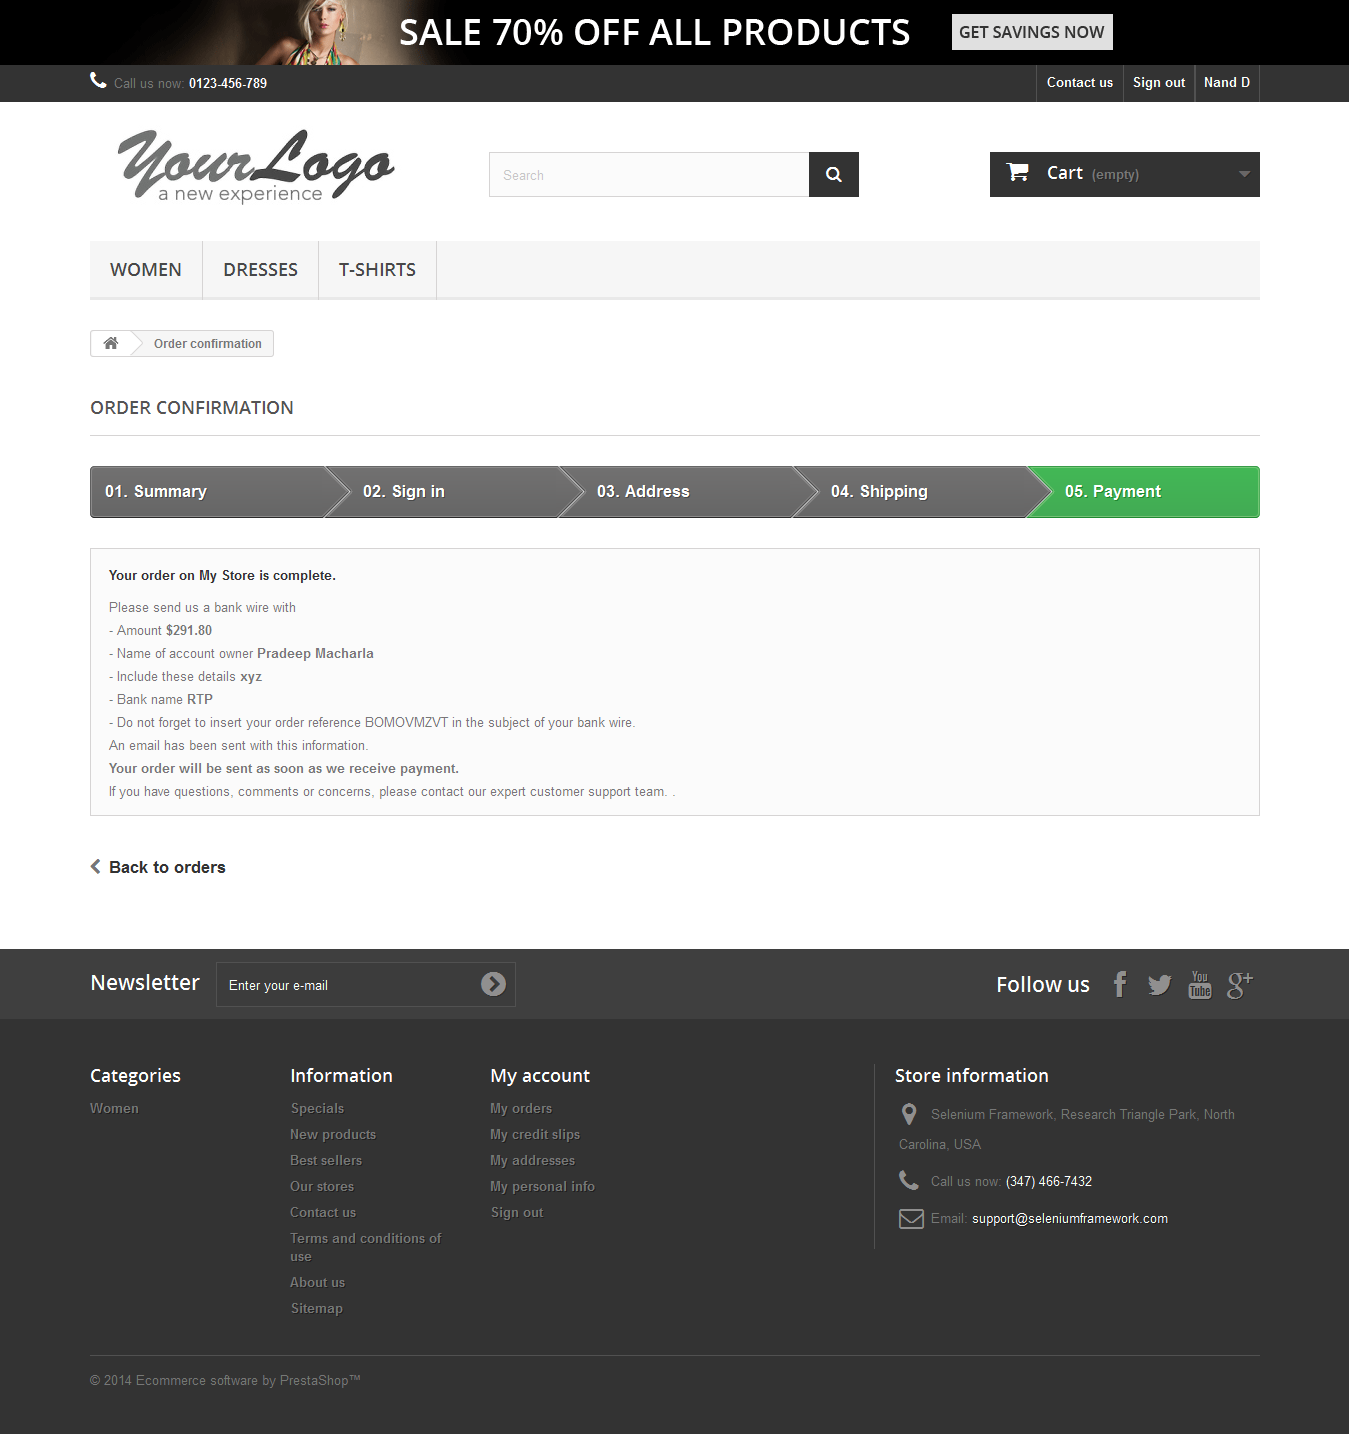 SALE 70% OFF ALL PRODUCTS GET SAVINGS NOW
Call us now: 0123-456-789 Contact us Sign out Nand D
YourLogo
a new experience
Search Cart (empty)
WOMEN DRESSES T-SHIRTS
Order confirmation
ORDER CONFIRMATION
01. Summary 02. Sign in 03. Address 04. Shipping 05. Payment
Your order on My Store is complete.
Please send us a bank wire with
- Amount $291.80
- Name of account owner Pradeep Macharla
- Include these details xyz
- Bank name RTP
- Do not forget to insert your order reference BOMOVMZVT in the subject of your bank wire.
An email has been sent with this information.
Your order will be sent as soon as we receive payment.
If you have questions, comments or concerns, please contact our expert customer support team. .
Back to orders
Newsletter Enter your e-mail Follow us You Tube g+
Categories
Women
Information
Specials
New products
Best sellers
Our stores
Contact us
Terms and conditions of
use
About us
Sitemap
My account
My orders
My credit slips
My addresses
My personal info
Sign out
Store information
Selenium Framework, Research Triangle Park, North
Carolina, USA
Call us now: (347) 466-7432
Email: support@seleniumframework.com
© 2014 Ecommerce software by PrestaShop™